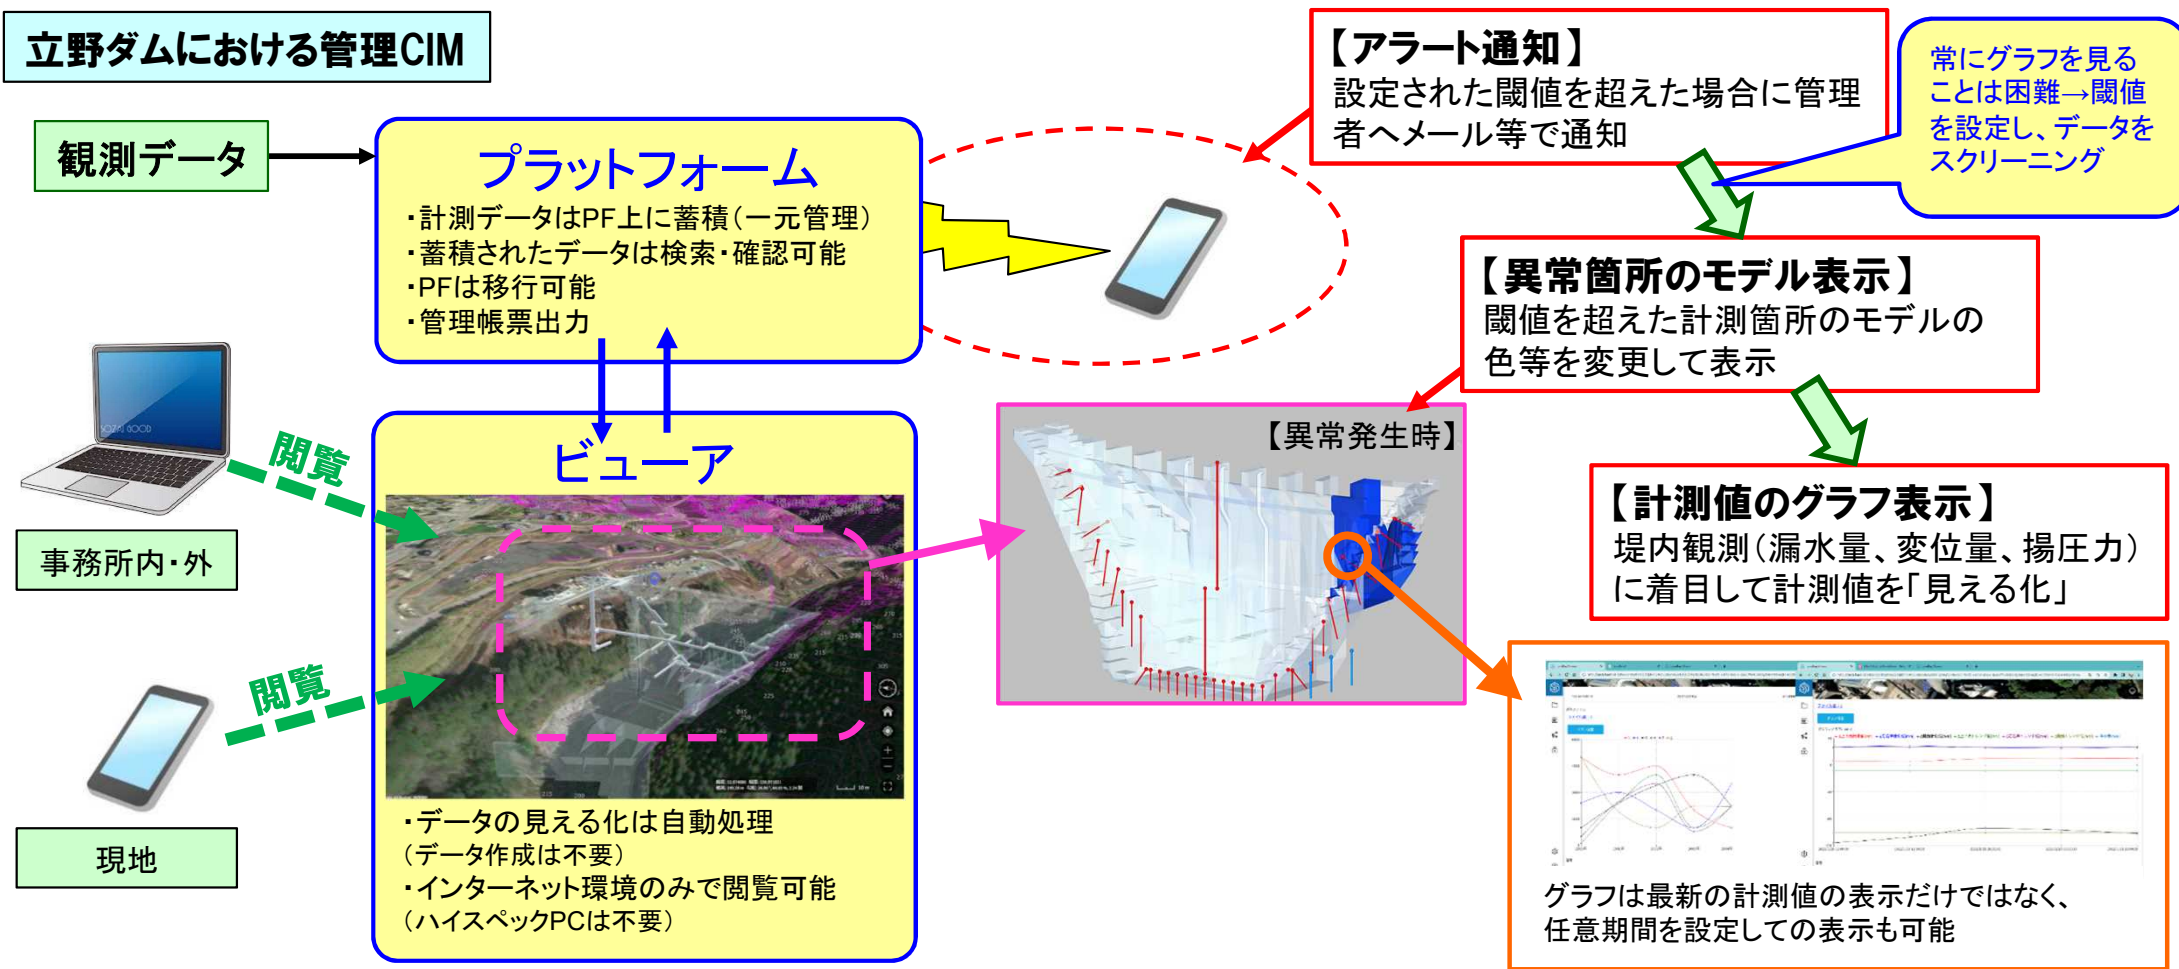 立野ダムにおける管理CIM
観測データ
プラットフォーム
・計測データはPF上に蓄積（一元管理）
・蓄積されたデータは検索・確認可能
・PFは移行可能
・管理帳票出力
【アラート通知】
設定された閾値を超えた場合に管理
者へメール等で通知
常にグラフを見る
ことは困難→閾値
を設定し、データを
スクリーニング
【異常箇所のモデル表示】
閾値を超えた計測箇所のモデルの
色等を変更して表示
【計測値のグラフ表示】
堤内観測（漏水量、変位量、揚圧力）
に着目して計測値を「見える化」
閲覧
事務所内・外
閲覧
現地
ビューア
・データの見える化は自動処理
（データ作成は不要）
・インターネット環境のみで閲覧可能
（ハイスペックPCは不要）
【異常発生時】
グラフは最新の計測値の表示だけではなく、
任意期間を設定しての表示も可能